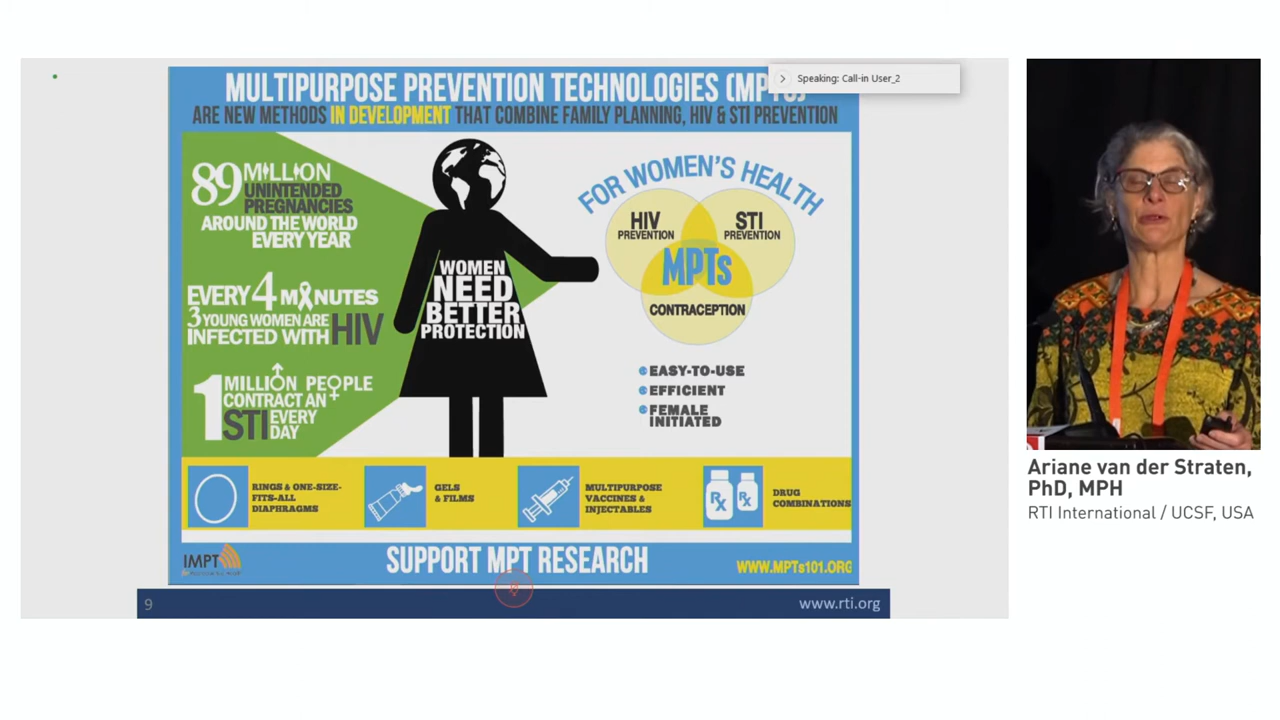 MULTIPURPOSE PREVENTION TECHNOLOGIES (MPTS)
Speaking: Call-in User_2
ARE NEW METHODS IN DEVELOPMENT THAT COMBINE FAMILY PLANNING, HIV & STI PREVENTION
89 MILLION
UNINTENDED
PREGNANCIES
AROUND THE WORLD
EVERY YEAR
EVERY 4 MINUTES
3 YOUNG WOMEN ARE
INFECTED WITH HIV
1 MILLION PEOPLE
CONTRACT AN
STI EVERY
DAY
WOMEN
NEED
BETTER
PROTECTION
FOR WOMEN'S HEALTH
HIV
PREVENTION
STI
PREVENTION
MPTs
CONTRACEPTION
EASY-TO-USE
EFFICIENT
FEMALE
INITIATED
RINGS & ONE-SIZE-
FITS-ALL
DIAPHRAGMS
GELS
& FILMS
MULTIPURPOSE
VACCINES &
INJECTABLES
Rx
Rx
DRUG
COMBINATIONS
IMPT
SUPPORT MPT RESEARCH
WWW.MPTs101.ORG
9
www.rti.org
Ariane van der Straten,
PhD, MPH
RTI International / UCSF, USA